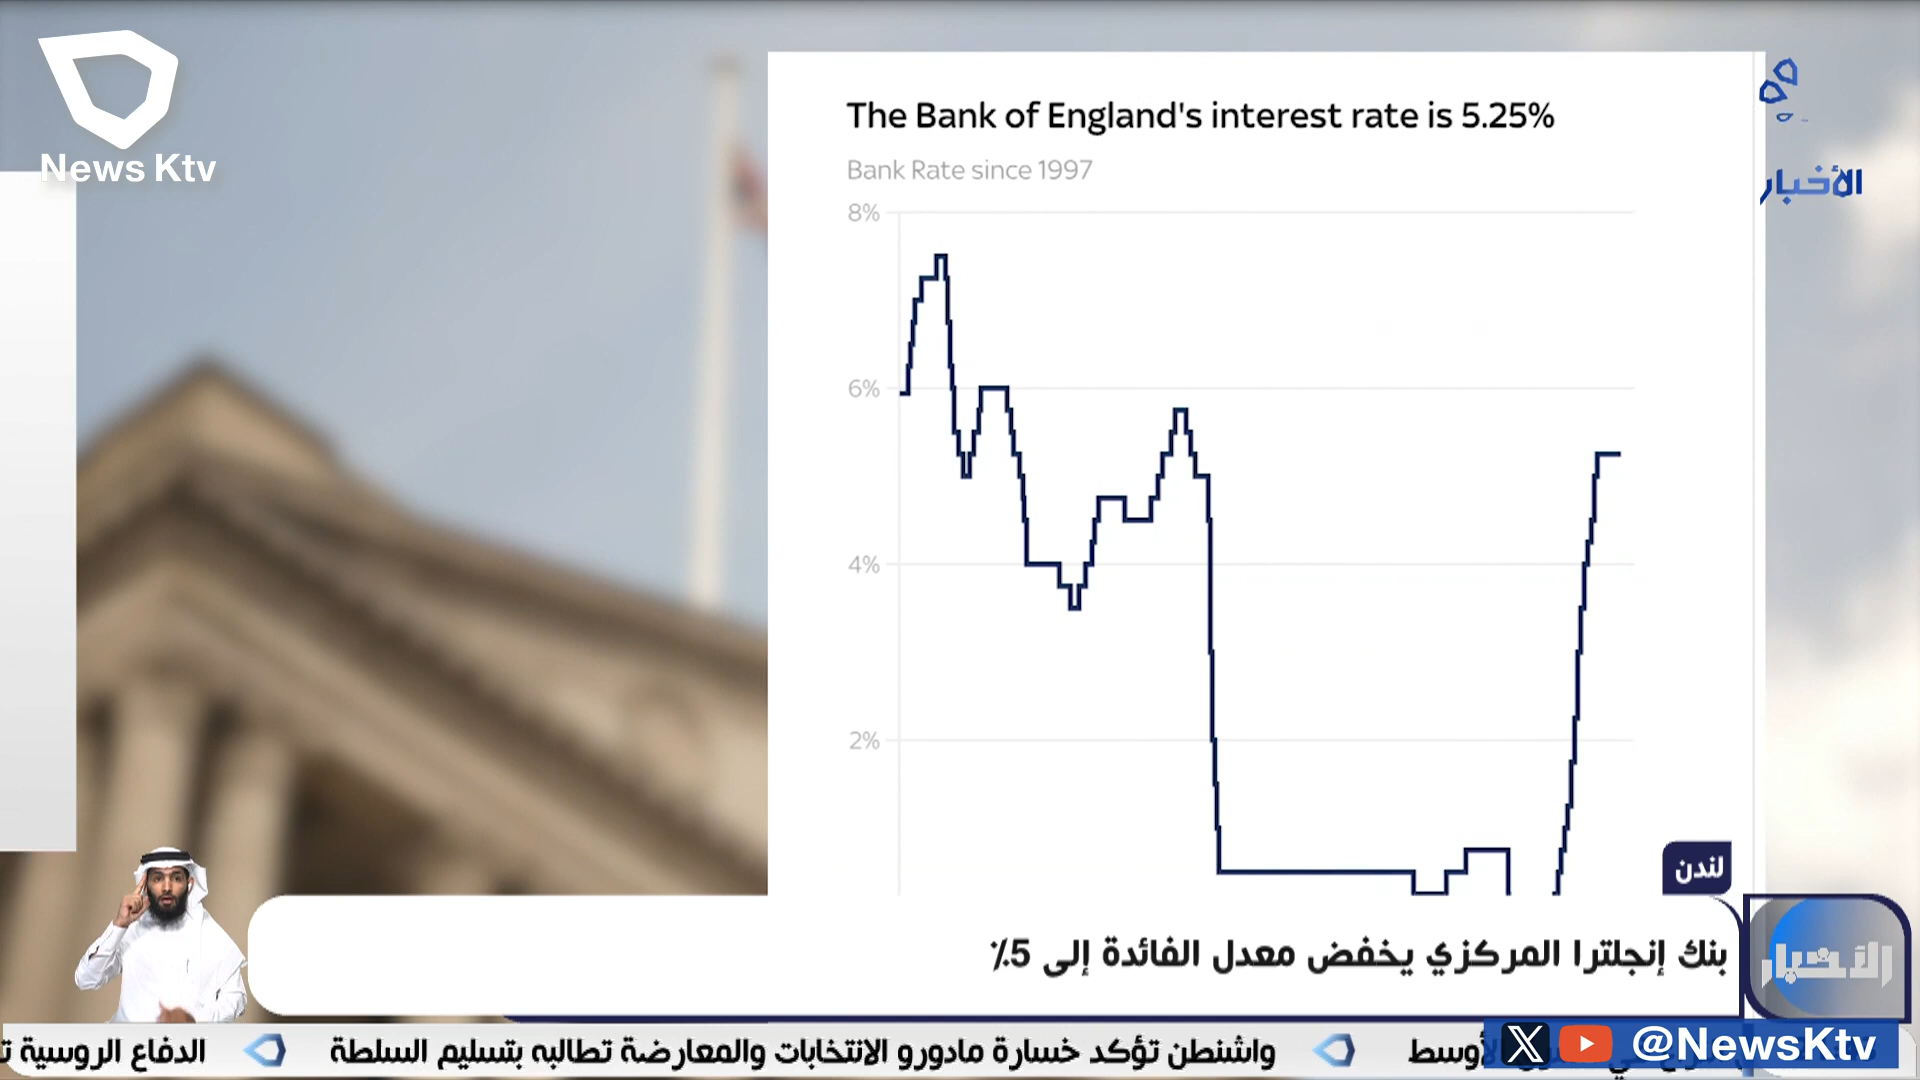 News Ktv
The Bank of England's interest rate is 5.25%
Bank Rate since 1997
8%
6%
4%
2%
الأخبار
لندن
بنك إنجلترا المركزي يخفض معدل الفائدة إلى 5٪
الأخبار
الأوسط
واشنطن تؤكد خسارة مادورو الانتخابات والمعارضة تطالبه بتسليم السلطة
الدفاع الروسية
@NewsKtv